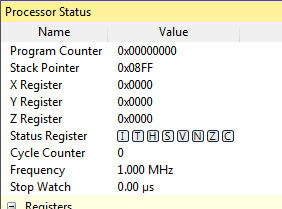 Processor Status
Name Value
Program Counter 0x00000000
Stack Pointer 0x08FF
X Register 0x0000
Y Register 0x0000
Z Register 0x0000
Status Register I T H S V N Z C
Cycle Counter 0
Frequency 1.000 MHz
Stop Watch 0.00 µs
Registers